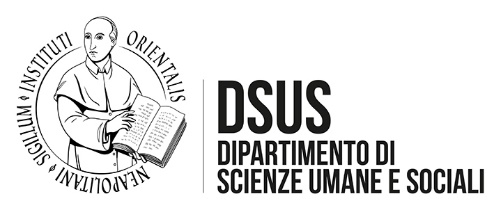 SIGILLUM INSTITUTI ORIENTALIS NEAPOLITANI
DSUS
DIPARTIMENTO DI
SCIENZE UMANE E SOCIALI